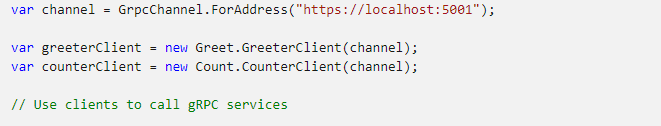 var channel = GrpcChannel.ForAddress("https://localhost:5001");
var greeterClient = new Greet.GreeterClient(channel);
var counterClient = new Count.CounterClient(channel);
// Use clients to call gRPC services